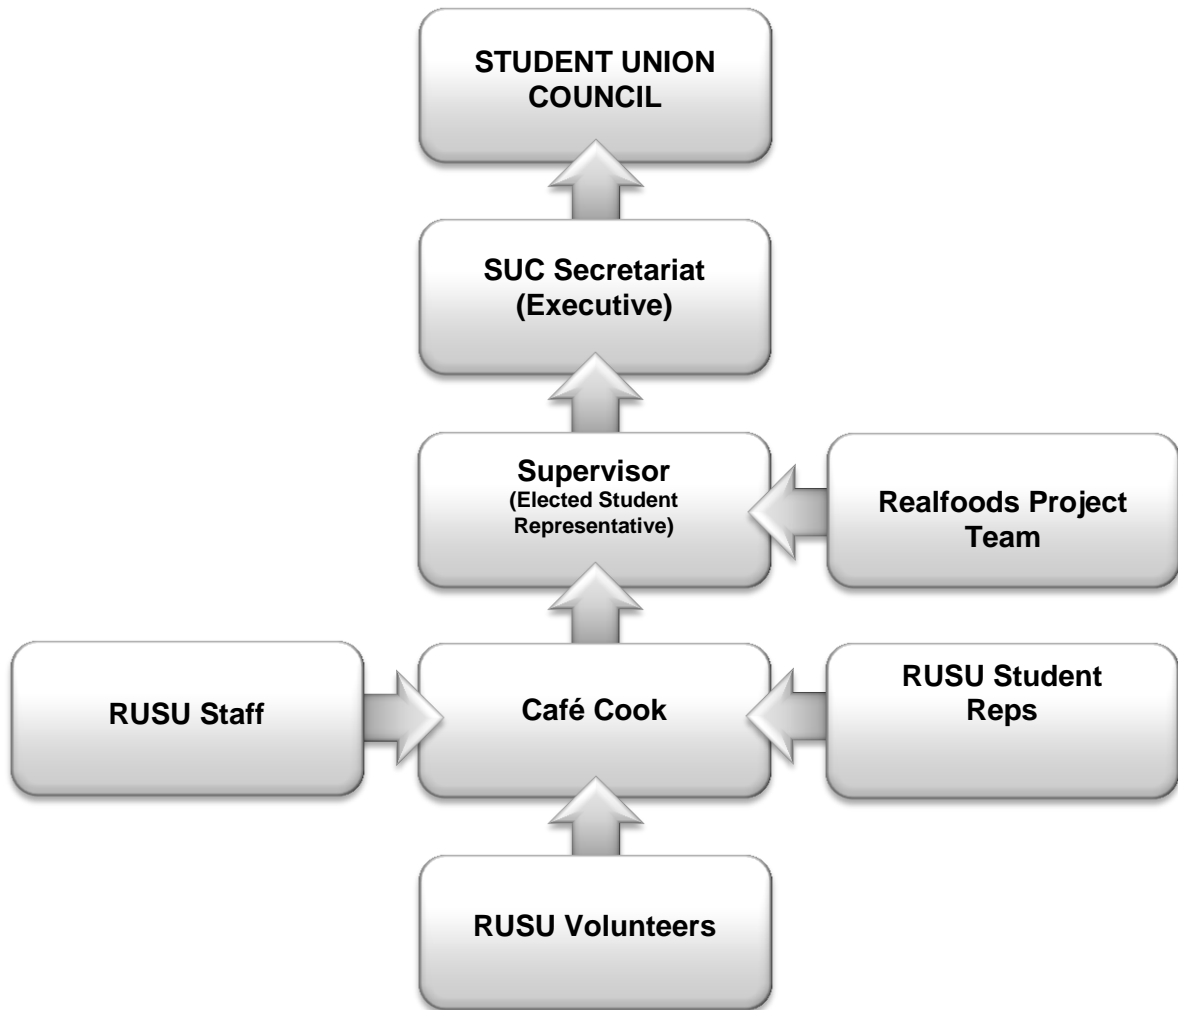 STUDENT UNION
COUNCIL
SUC Secretariat
(Executive)
Supervisor
(Elected Student
Representative)
Realfoods Project
Team
RUSU Staff
Café Cook
RUSU Student
Reps
RUSU Volunteers